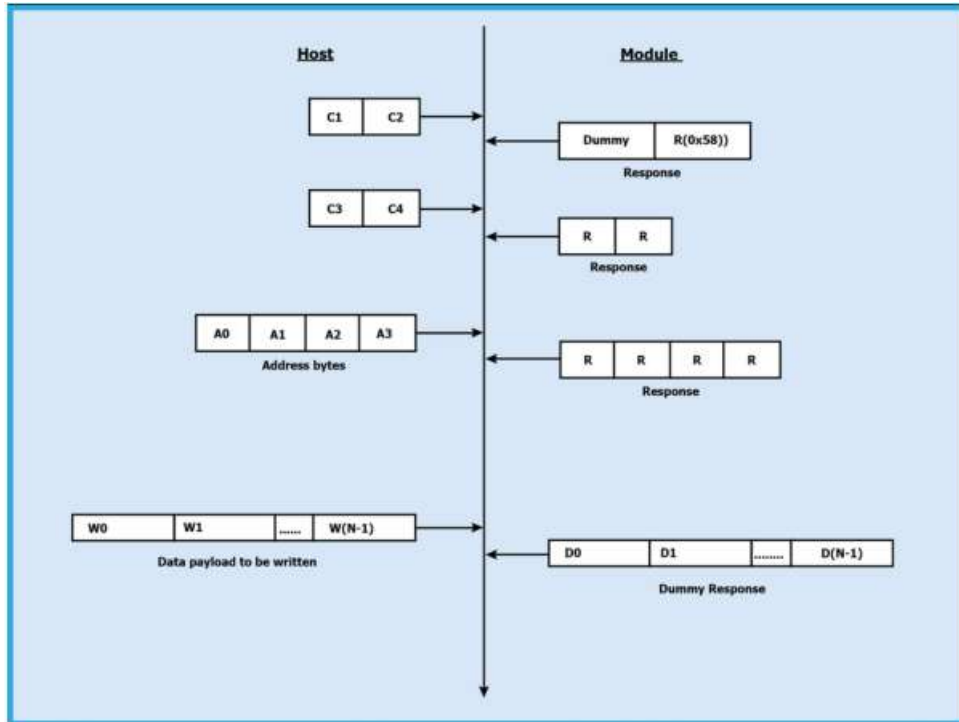 Host
Module
C1 C2
Dummy R(0x58))
Response
C3 C4
R R
Response
A0 A1 A2 A3
Address bytes
R R R R
Response
W0 W1 ...... W(N-1)
Data payload to be written
D0 D1 ........ D(N-1)
Dummy Response